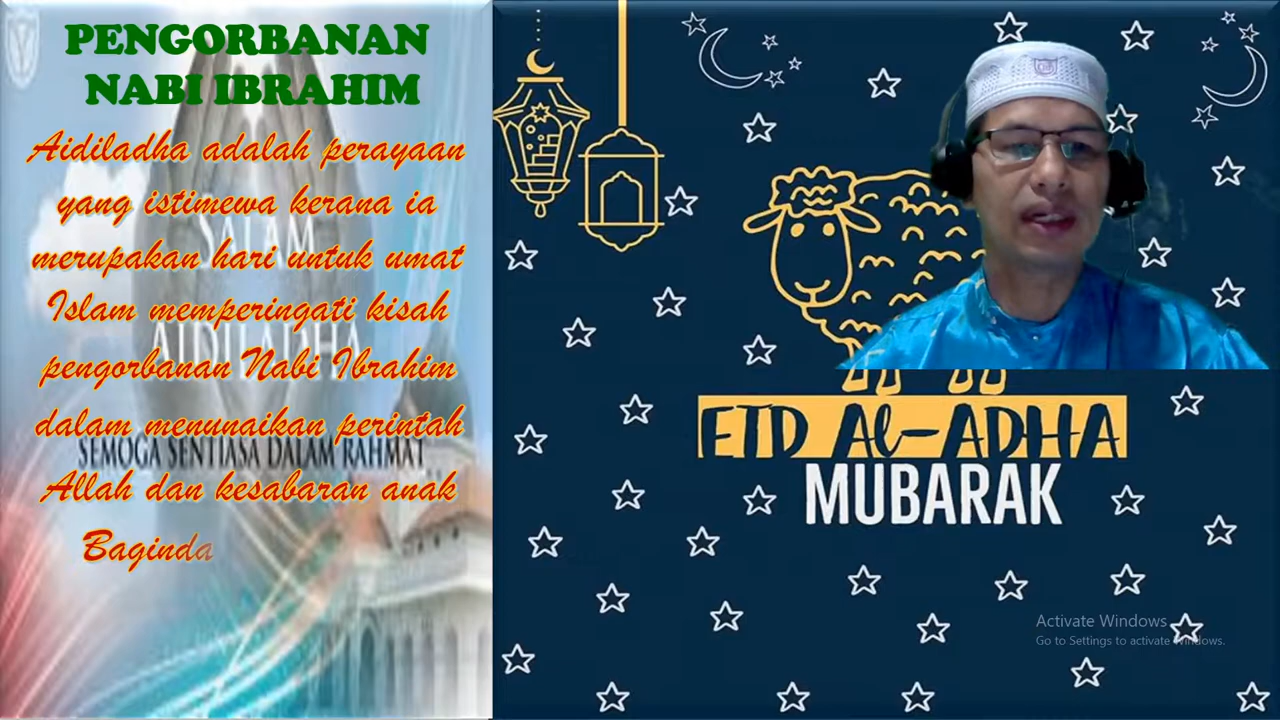 PENGORBANAN
NABI IBRAHIM
Aidiladha adalah perayaan
yang istimewa kerana ia
merupakan hari untuk umat
Islam memperingati kisah
pengorbanan Nabi Ibrahim
dalam menunaikan perintah
Allah dan kesabaran anak
Baginda
SALAM
AIDILADHA
SEMOGA SENTIASA DALAM RAHMAT
EID Al-ADHA
MUBARAK
Activate Windows
Go to Settings to activate Windows.